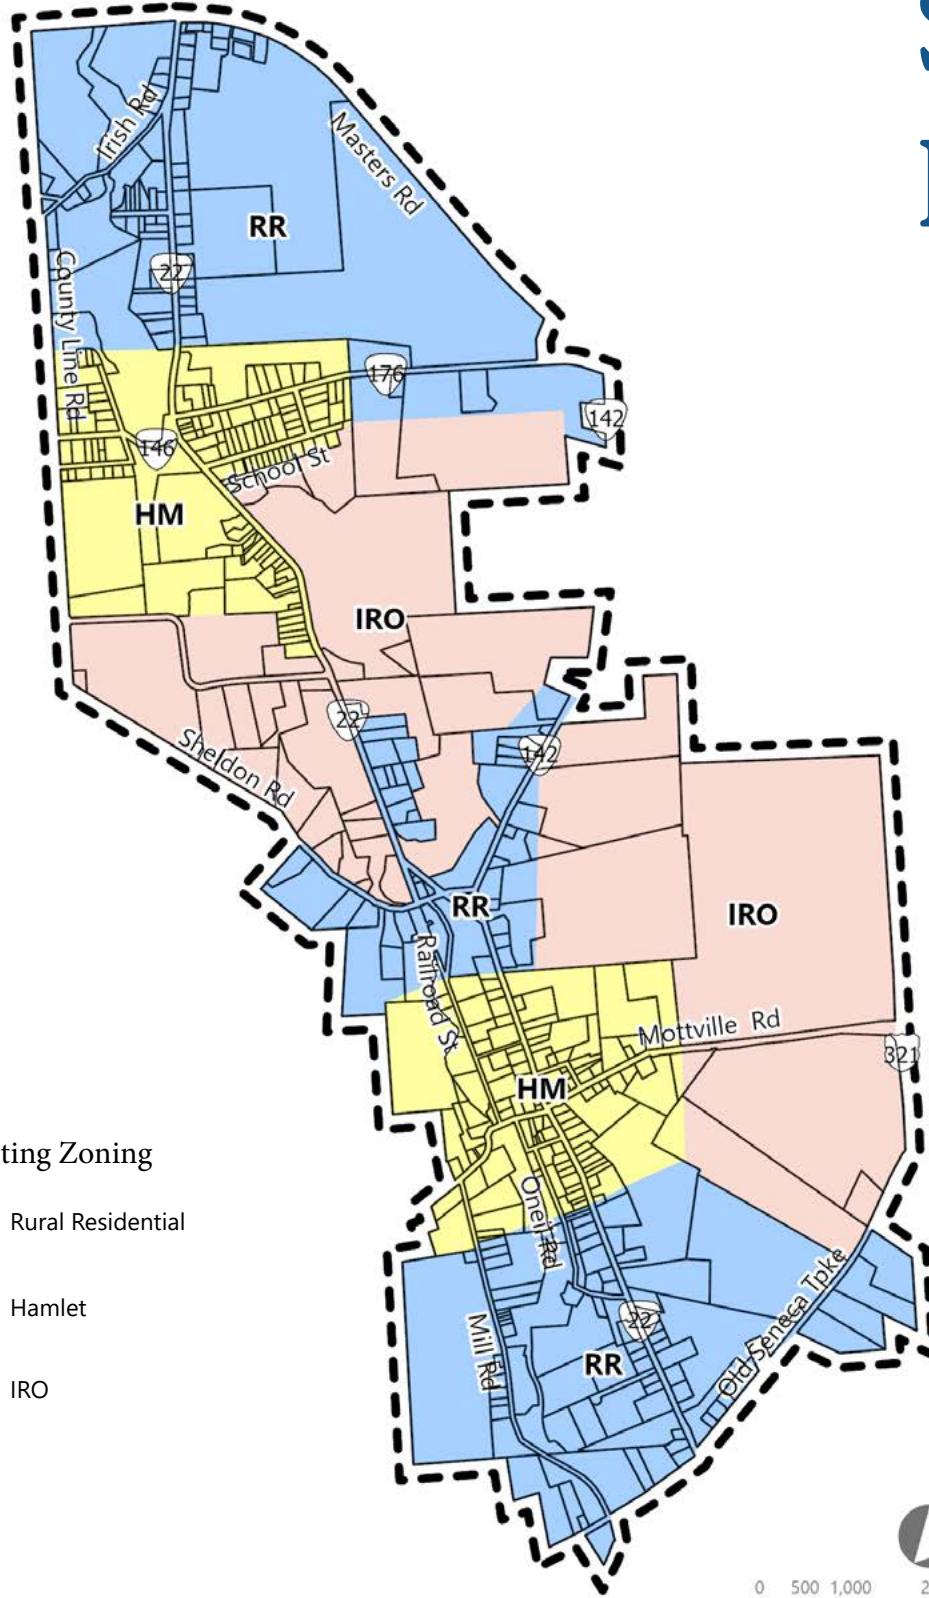 Irish Rd
Masters Rd
RR
22
County Line Rd
176
142
146
School St
HM
IRO
22
Sheldon Rd
142
RR
IRO
Railroad St
Mottville Rd
321
HM
ting Zoning
Rural Residential
Oneil Rd
Hamlet
Old Seneca Tpke
22
Mill Rd
RR
IRO
0 500 1,000 2